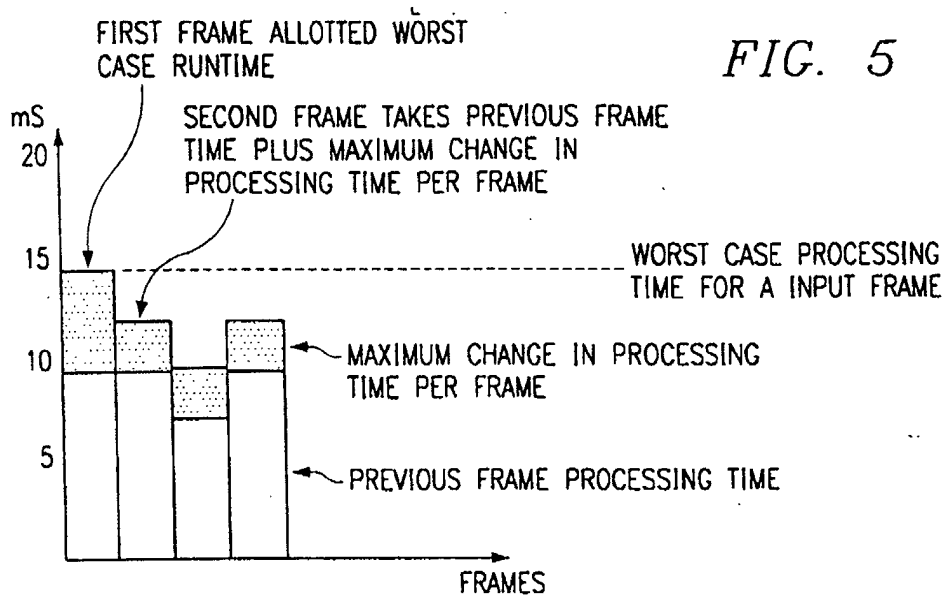 FIRST FRAME ALLOTTED WORST
CASE RUNTIME
FIG. 5
mS
20
SECOND FRAME TAKES PREVIOUS FRAME
TIME PLUS MAXIMUM CHANGE IN
PROCESSING TIME PER FRAME
15
WORST CASE PROCESSING
TIME FOR A INPUT FRAME
10
MAXIMUM CHANGE IN PROCESSING
TIME PER FRAME
5
PREVIOUS FRAME PROCESSING TIME
FRAMES